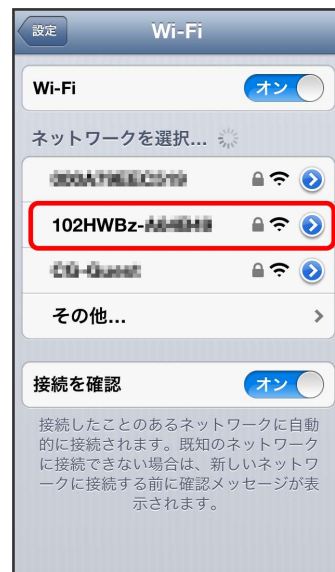 設定
Wi-Fi
Wi-Fi
オン
ネットワークを選択...
102HWBz-
その他...
接続を確認
オン
接続したことのあるネットワークに自動
的に接続されます。既知のネットワーク
に接続できない場合は、新しいネットワ
ークに接続する前に確認メッセージが表
示されます。